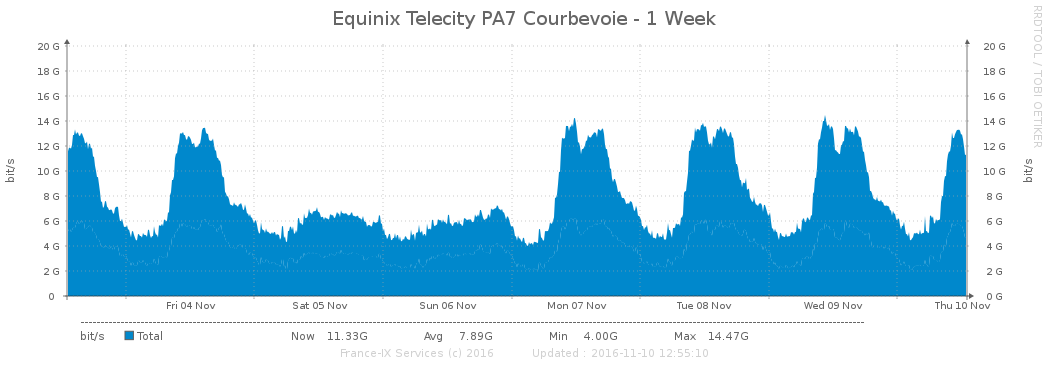 Equinix Telecity PA7 Courbevoie - 1 Week
RRDTOOL / TOBI OETIKER
20 G 20 G
18 G 18 G
16 G 16 G
14 G 14 G
12 G 12 G
10 G 10 G
8 G 8 G
6 G 6 G
4 G 4 G
2 G 2 G
0 0 G
bit/s
bit/s
Fri 04 Nov Sat 05 Nov Sun 06 Nov Mon 07 Nov Tue 08 Nov Wed 09 Nov Thu 10 Nov
bit/s Total Now 11.33G Avg 7.89G Min 4.00G Max 14.47G
France-IX Services (c) 2016 Updated : 2016-11-10 12:55:10